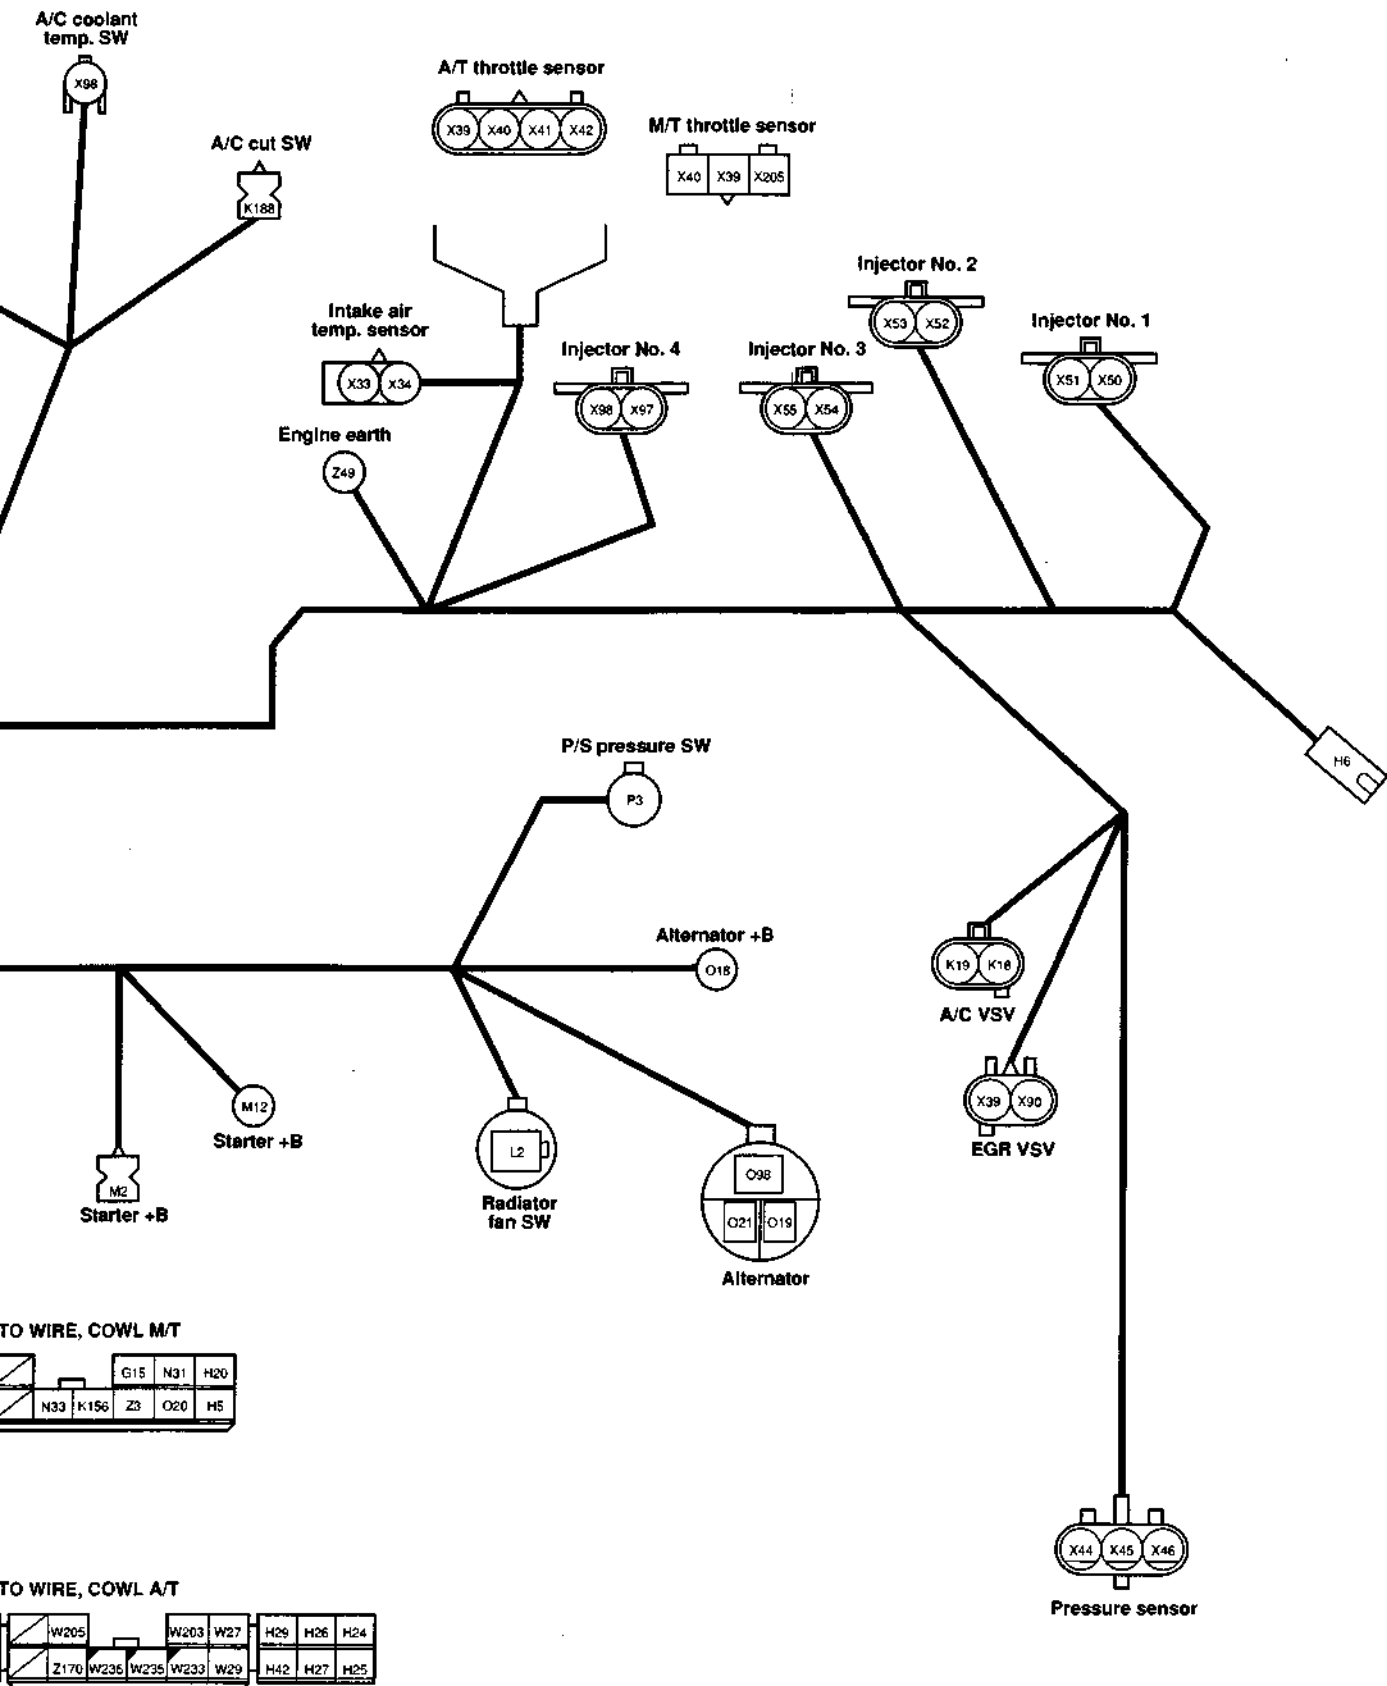 A/C coolant
temp. SW
X98
A/T throttle sensor
X39 X40 X41 X42
M/T throttle sensor
X40 X39 X205
A/C cut SW
K188
Injector No. 2
X53 X52
Injector No. 1
X51 X50
Intake air
temp. sensor
X33 X34
Injector No. 4
X98 X97
Injector No. 3
X55 X54
Engine earth
Z49
H6
P/S pressure SW
P3
Alternator +B
O18
K19 K18
A/C VSV
X39 X90
EGR VSV
M12
Starter +B
M2
Starter +B
L2
Radiator
fan SW
O98
O21 O19
Alternator
TO WIRE, COWL M/T
G15 N31 H20
N33 K156 Z3 O20 H5
X44 X45 X46
Pressure sensor
TO WIRE, COWL A/T
W205 W203 W27 H29 H26 H24
Z170 W236 W235 W233 W29 H42 H27 H25